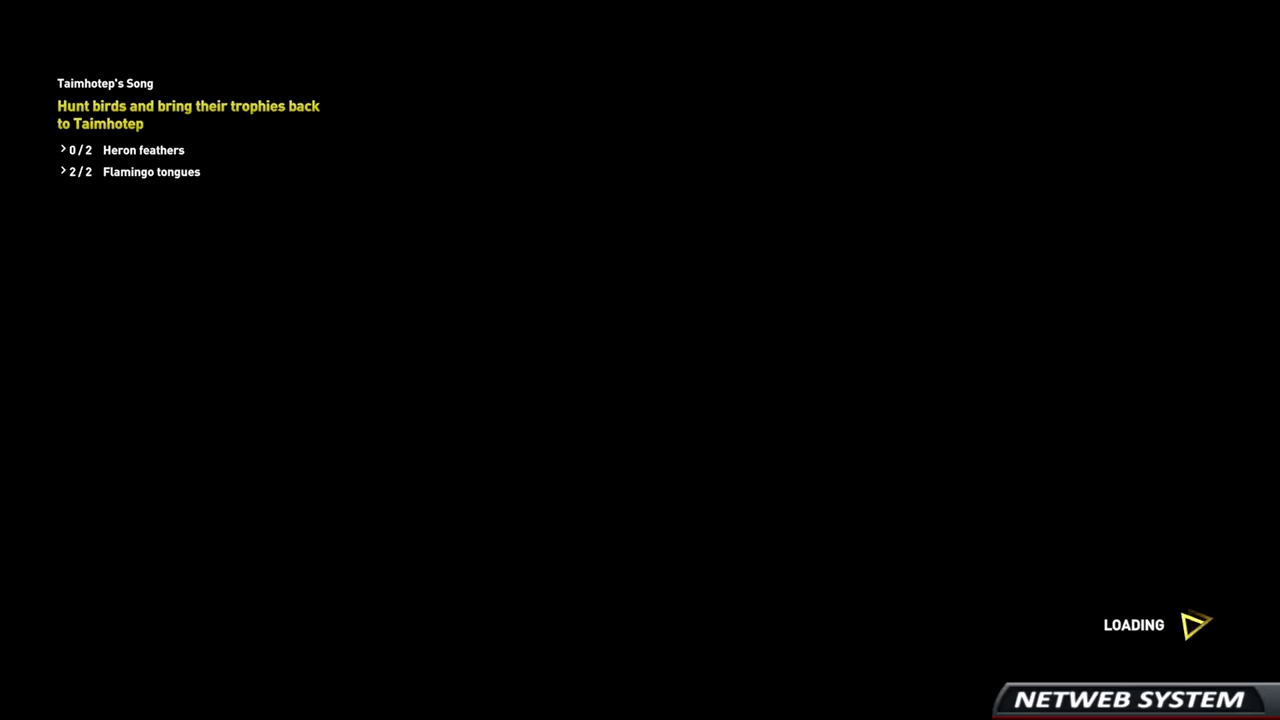 Taimhotep's Song
Hunt birds and bring their trophies back
to Taimhotep
> 0 / 2 Heron feathers
> 2 / 2 Flamingo tongues
LOADING
NETWEB SYSTEM